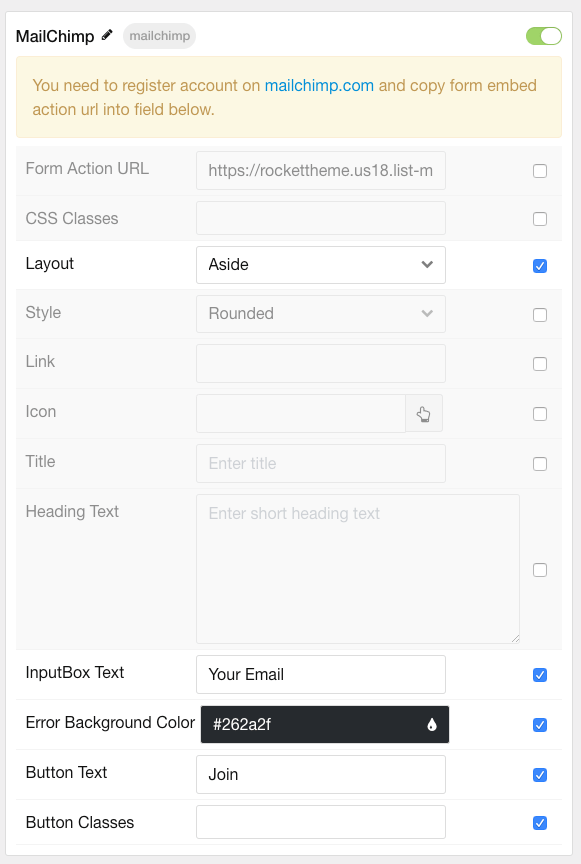 MailChimp mailchimp
You need to register account on mailchimp.com and copy form embed
action url into field below.
Form Action URL https://rockettheme.us18.list-m
CSS Classes
Layout Aside
Style Rounded
Link
Icon
Title Enter title
Heading Text Enter short heading text
InputBox Text Your Email
Error Background Color #262a2f
Button Text Join
Button Classes